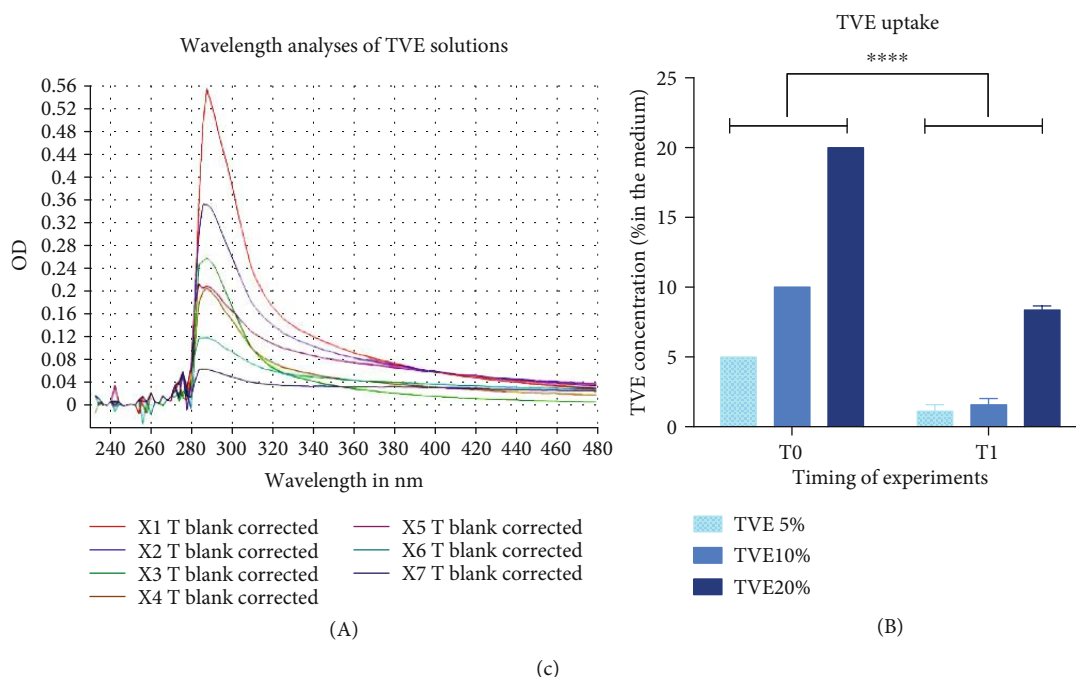 Wavelength analyses of TVE solutions
OD
0.56
0.52
0.48
0.44
0.4
0.36
0.32
0.28
0.24
0.2
0.16
0.12
0.08
0.04
0
240 260 280 300 320 340 360 380 400 420 440 460 480
Wavelength in nm
X1 T blank corrected
X2 T blank corrected
X3 T blank corrected
X4 T blank corrected
X5 T blank corrected
X6 T blank corrected
X7 T blank corrected
(A)
TVE uptake
****
TVE concentration (%in the medium)
25
20
15
10
5
0
T0 T1
Timing of experiments
TVE 5%
TVE10%
TVE20%
(B)
(c)